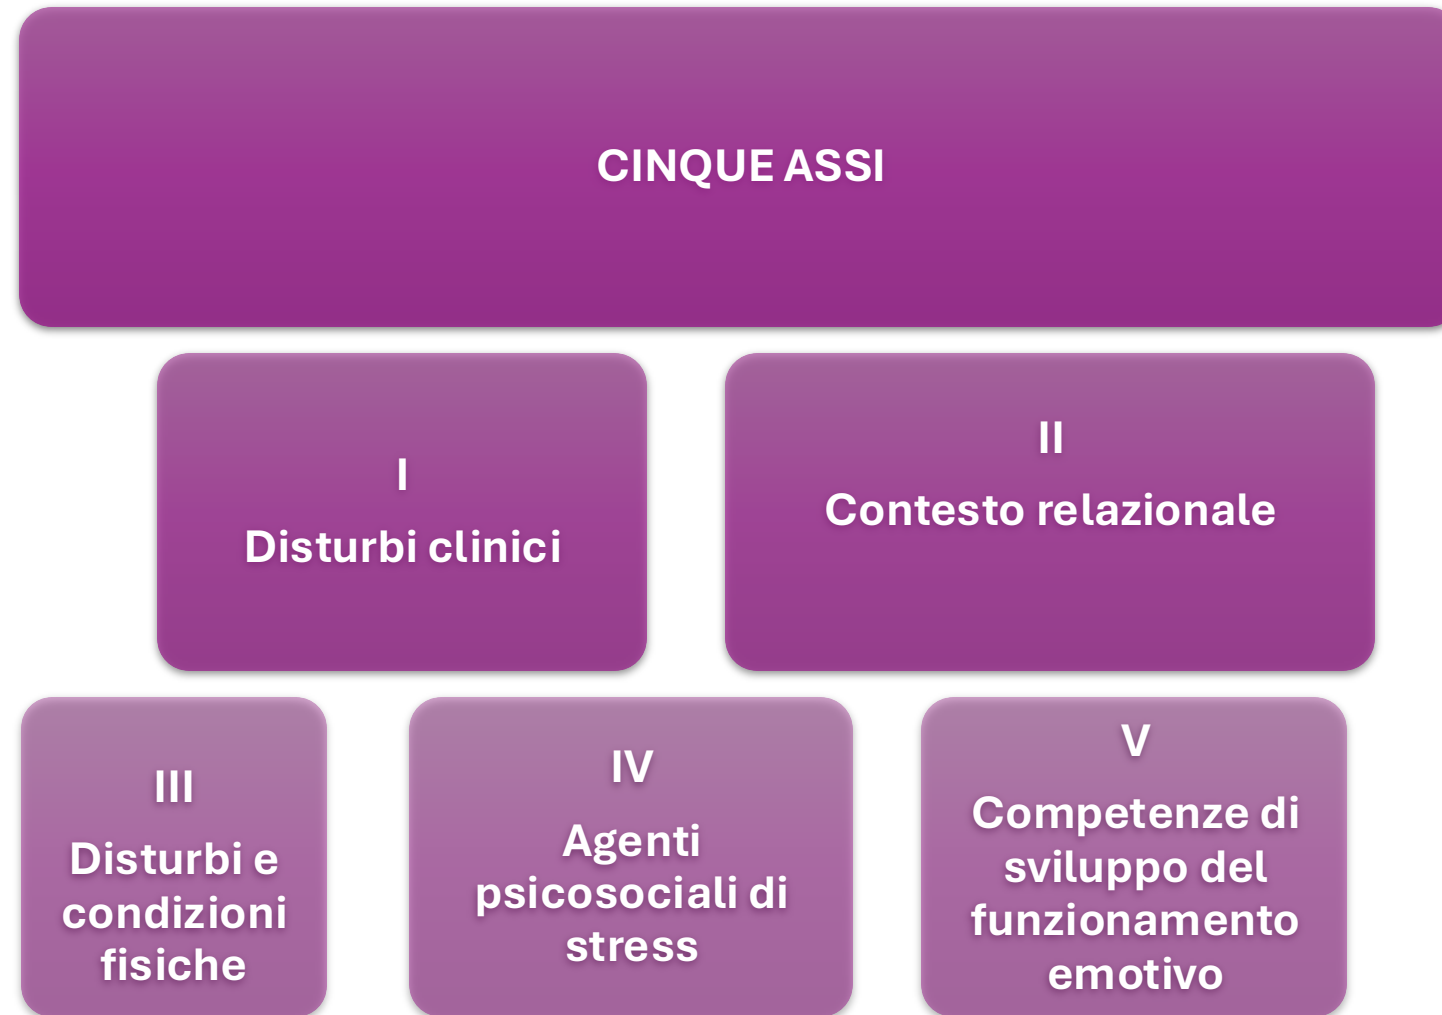 CINQUE ASSI
I
Disturbi clinici
II
Contesto relazionale
III
Disturbi e
condizioni
fisiche
IV
Agenti
psicosociali di
stress
V
Competenze di
sviluppo del
funzionamento
emotivo